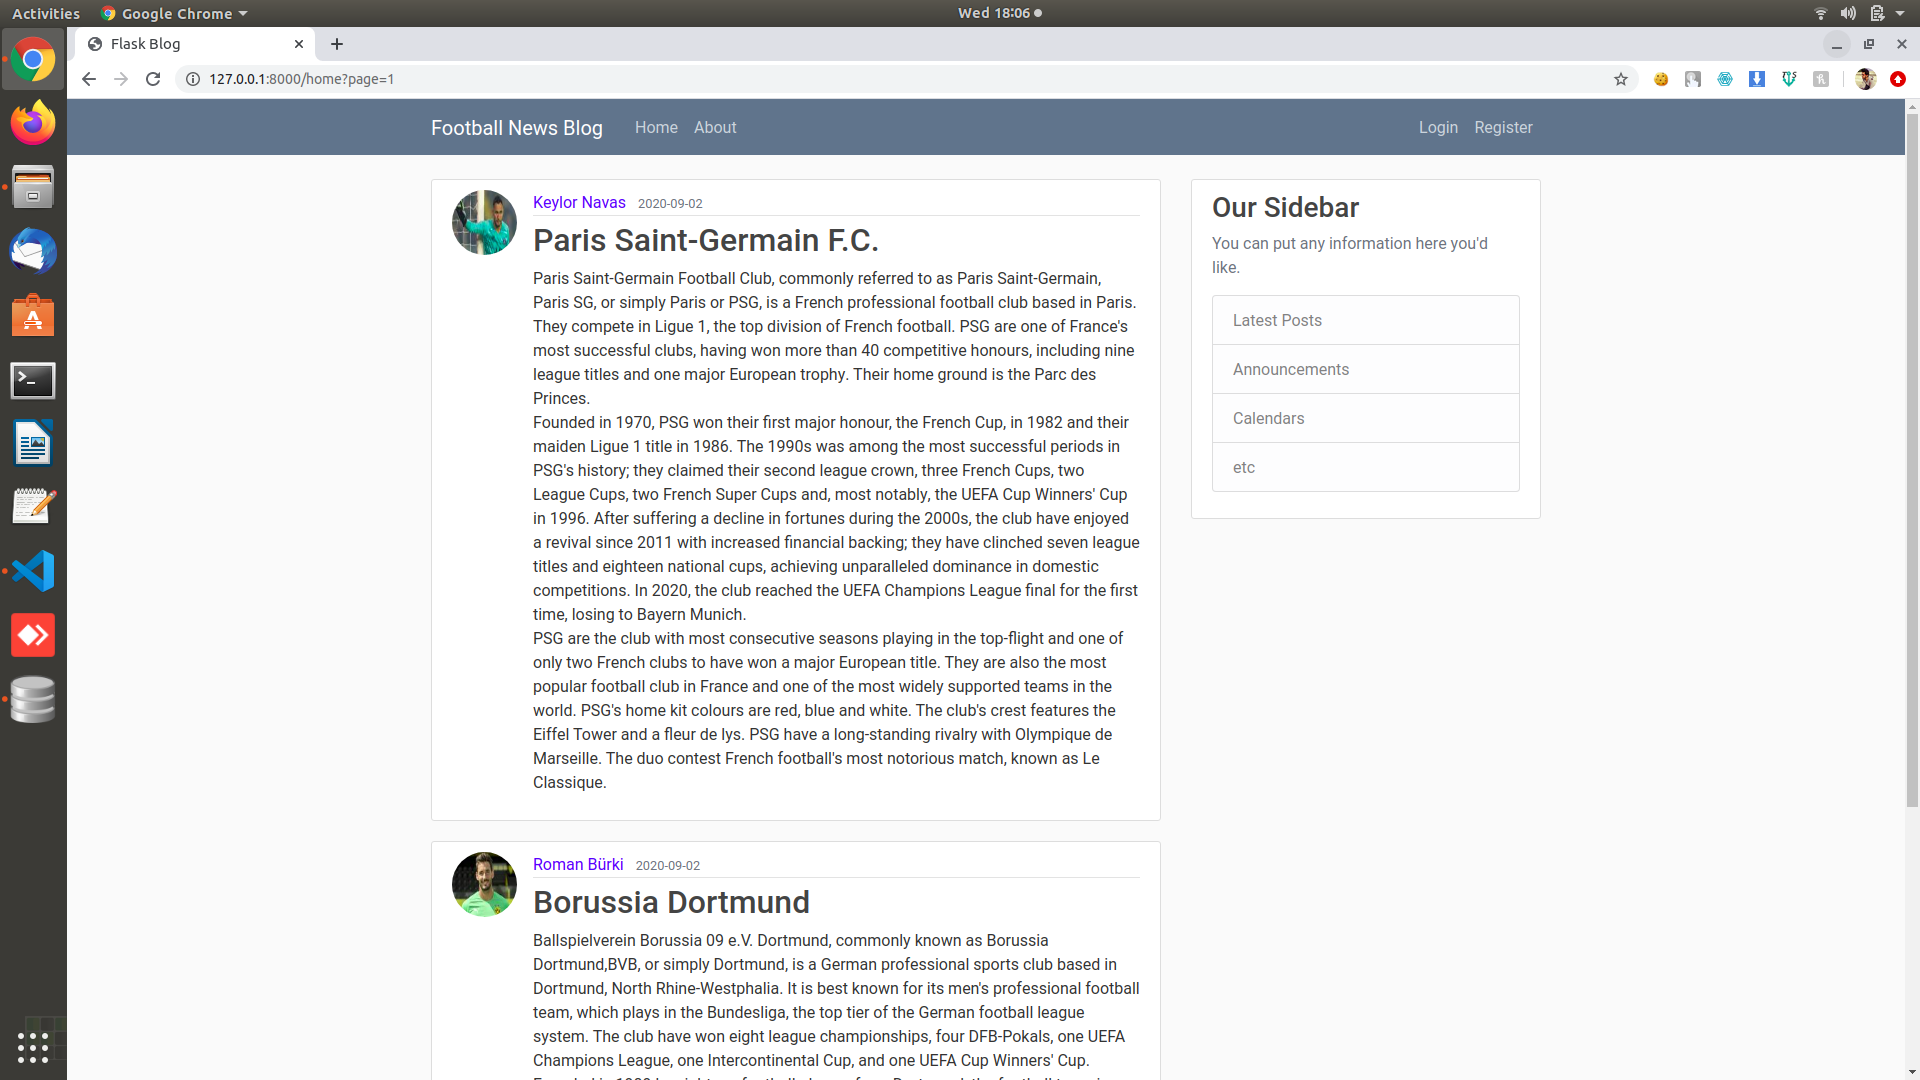 Activities Google Chrome Wed 18:06
Flask Blog
127.0.0.1:8000/home?page=1
Football News Blog Home About Login Register
Keylor Navas 2020-09-02
Paris Saint-Germain F.C.
Paris Saint-Germain Football Club, commonly referred to as Paris Saint-Germain,
Paris SG, or simply Paris or PSG, is a French professional football club based in Paris.
They compete in Ligue 1, the top division of French football. PSG are one of France's
most successful clubs, having won more than 40 competitive honours, including nine
league titles and one major European trophy. Their home ground is the Parc des
Princes.
Founded in 1970, PSG won their first major honour, the French Cup, in 1982 and their
maiden Ligue 1 title in 1986. The 1990s was among the most successful periods in
PSG's history; they claimed their second league crown, three French Cups, two
League Cups, two French Super Cups and, most notably, the UEFA Cup Winners' Cup
in 1996. After suffering a decline in fortunes during the 2000s, the club have enjoyed
a revival since 2011 with increased financial backing; they have clinched seven league
titles and eighteen national cups, achieving unparalleled dominance in domestic
competitions. In 2020, the club reached the UEFA Champions League final for the first
time, losing to Bayern Munich.
PSG are the club with most consecutive seasons playing in the top-flight and one of
only two French clubs to have won a major European title. They are also the most
popular football club in France and one of the most widely supported teams in the
world. PSG's home kit colours are red, blue and white. The club's crest features the
Eiffel Tower and a fleur de lys. PSG have a long-standing rivalry with Olympique de
Marseille. The duo contest French football's most notorious match, known as Le
Classique.
Roman Bürki 2020-09-02
Borussia Dortmund
Ballspielverein Borussia 09 e.V. Dortmund, commonly known as Borussia
Dortmund,BVB, or simply Dortmund, is a German professional sports club based in
Dortmund, North Rhine-Westphalia. It is best known for its men's professional football
team, which plays in the Bundesliga, the top tier of the German football league
system. The club have won eight league championships, four DFB-Pokals, one UEFA
Champions League, one Intercontinental Cup, and one UEFA Cup Winners' Cup.
Our Sidebar
You can put any information here you'd
like.
Latest Posts
Announcements
Calendars
etc